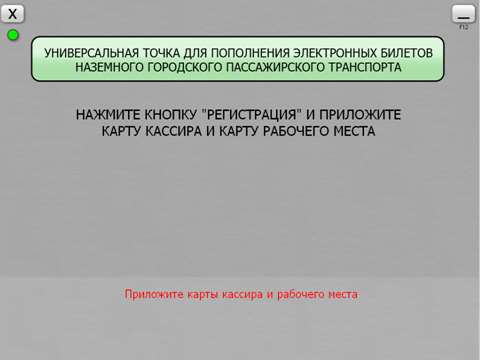 X
_
F12
УНИВЕРСАЛЬНАЯ ТОЧКА ДЛЯ ПОПОЛНЕНИЯ ЭЛЕКТРОННЫХ БИЛЕТОВ
НАЗЕМНОГО ГОРОДСКОГО ПАССАЖИРСКОГО ТРАНСПОРТА
НАЖМИТЕ КНОПКУ "РЕГИСТРАЦИЯ" И ПРИЛОЖИТЕ
КАРТУ КАССИРА И КАРТУ РАБОЧЕГО МЕСТА
Приложите карты кассира и рабочего места